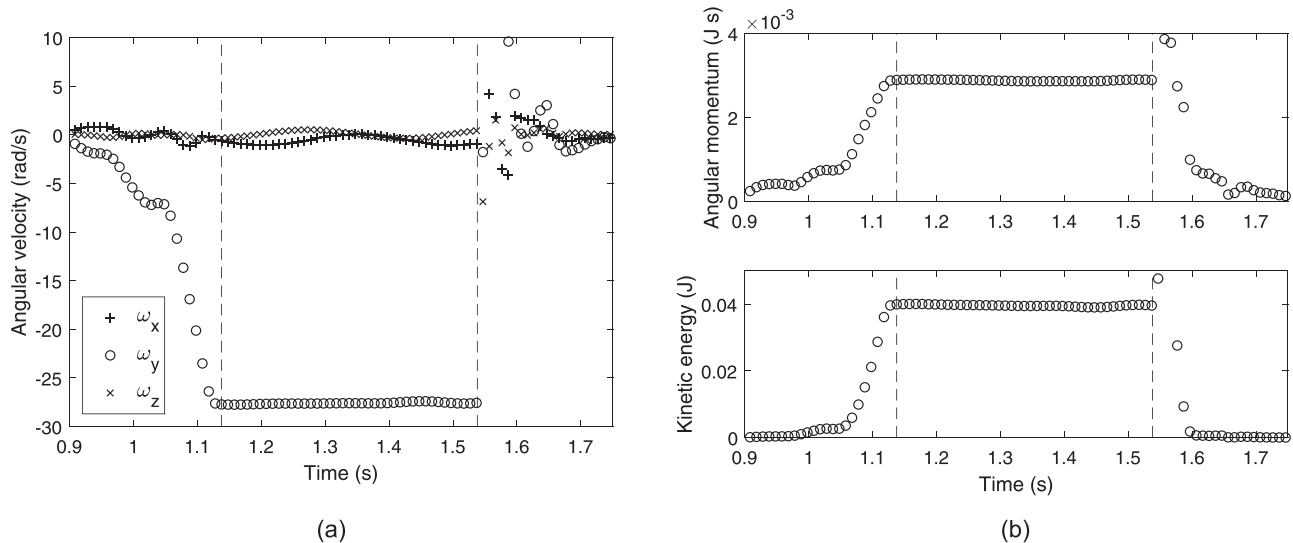 10
5
0
-5
-10
-15
-20
-25
-30
Angular velocity (rad/s)
ωx
ωy
ωz
0.9 1 1.1 1.2 1.3 1.4 1.5 1.6 1.7
Time (s)
(a)
×10-3
4
2
0
Angular momentum (J s)
0.9 1 1.1 1.2 1.3 1.4 1.5 1.6 1.7
0.04
0.02
0
Kinetic energy (J)
0.9 1 1.1 1.2 1.3 1.4 1.5 1.6 1.7
Time (s)
(b)